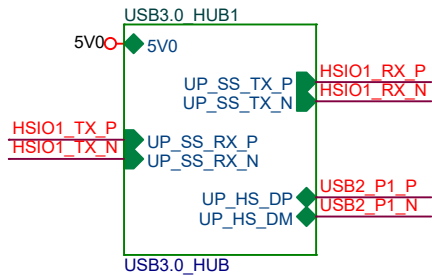 USB3.0_HUB1
5V0 5V0
UP_SS_TX_P HSIO1_RX_P
UP_SS_TX_N HSIO1_RX_N
HSIO1_TX_P UP_SS_RX_P
HSIO1_TX_N UP_SS_RX_N
UP_HS_DP USB2_P1_P
UP_HS_DM USB2_P1_N
USB3.0_HUB